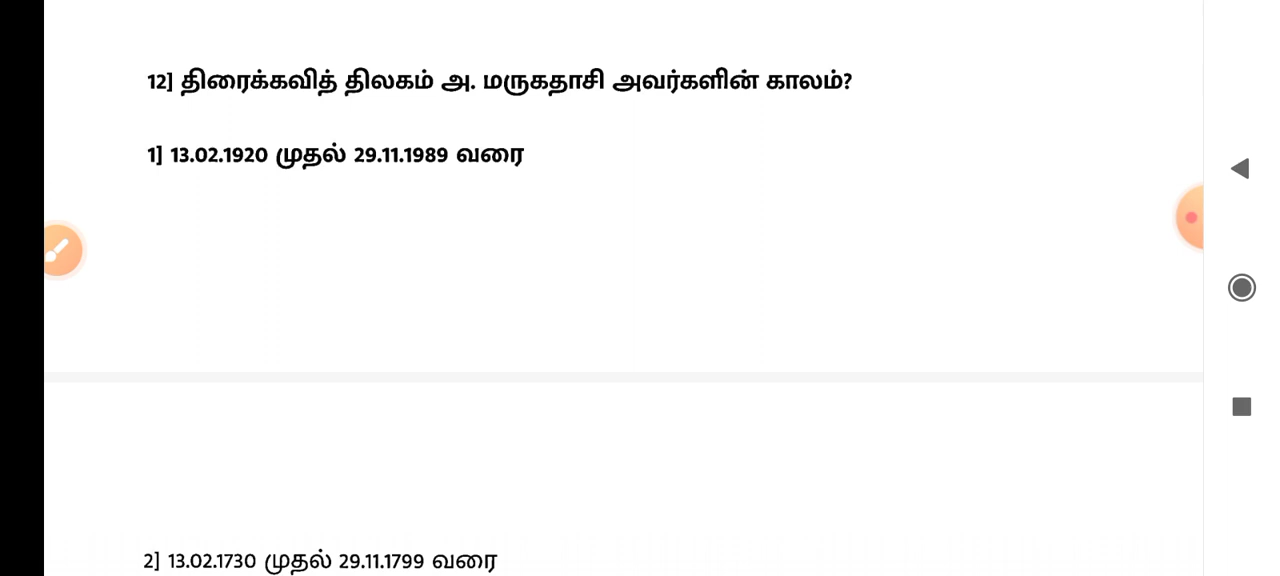 12] திரைக்கவித் திலகம் அ. மருகதாசி அவர்களின் காலம்?
1] 13.02.1920 முதல் 29.11.1989 வரை
2] 13.02.1730 முதல் 29.11.1799 வரை